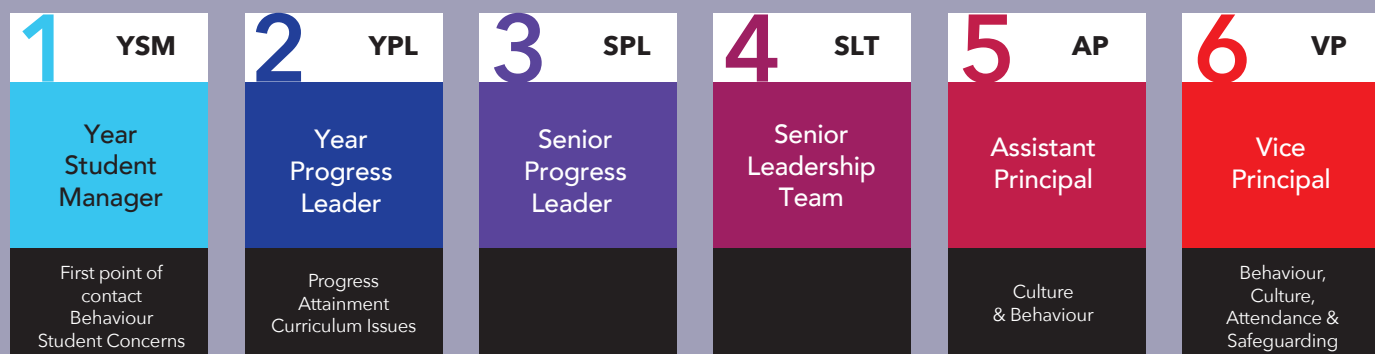 1 YSM
Year
Student
Manager
First point of
contact
Behaviour
Student Concerns
2 YPL
Year
Progress
Leader
Progress
Attainment
Curriculum Issues
3 SPL
Senior
Progress
Leader
4 SLT
Senior
Leadership
Team
5 AP
Assistant
Principal
Culture
& Behaviour
6 VP
Vice
Principal
Behaviour,
Culture,
Attendance &
Safeguarding